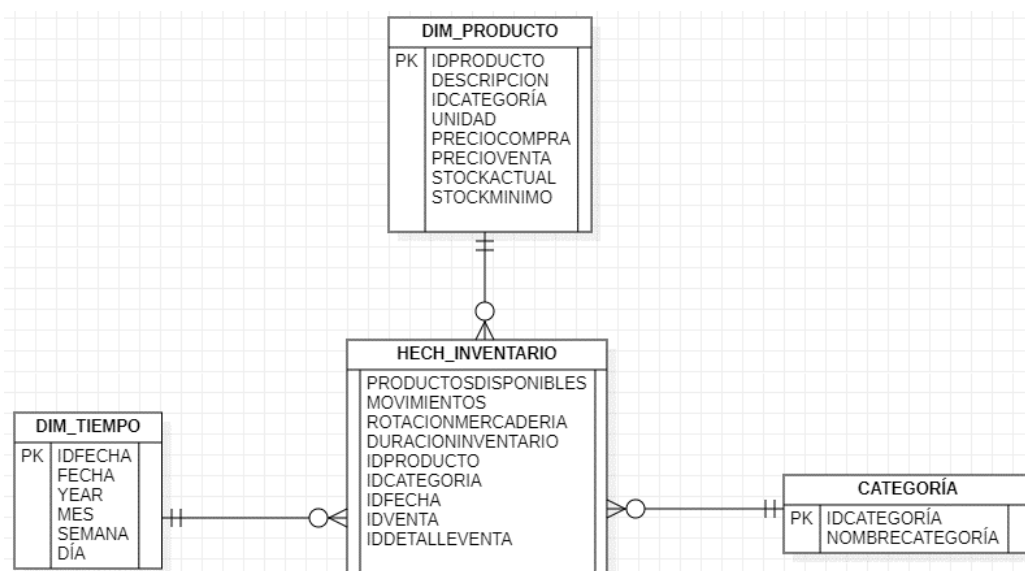 DIM_PRODUCTO
PK IDPRODUCTO
DESCRIPCION
IDCATEGORÍA
UNIDAD
PRECIOCOMPRA
PRECIOVENTA
STOCKACTUAL
STOCKMINIMO
HECH_INVENTARIO
PRODUCTOSDISPONIBLES
MOVIMIENTOS
ROTACIONMERCADERIA
DURACIONINVENTARIO
IDPRODUCTO
IDCATEGORIA
IDFECHA
IDVENTA
IDDETALLEVENTA
DIM_TIEMPO
PK IDFECHA
FECHA
YEAR
MES
SEMANA
DÍA
CATEGORÍA
PK IDCATEGORÍA
NOMBRECATEGORÍA